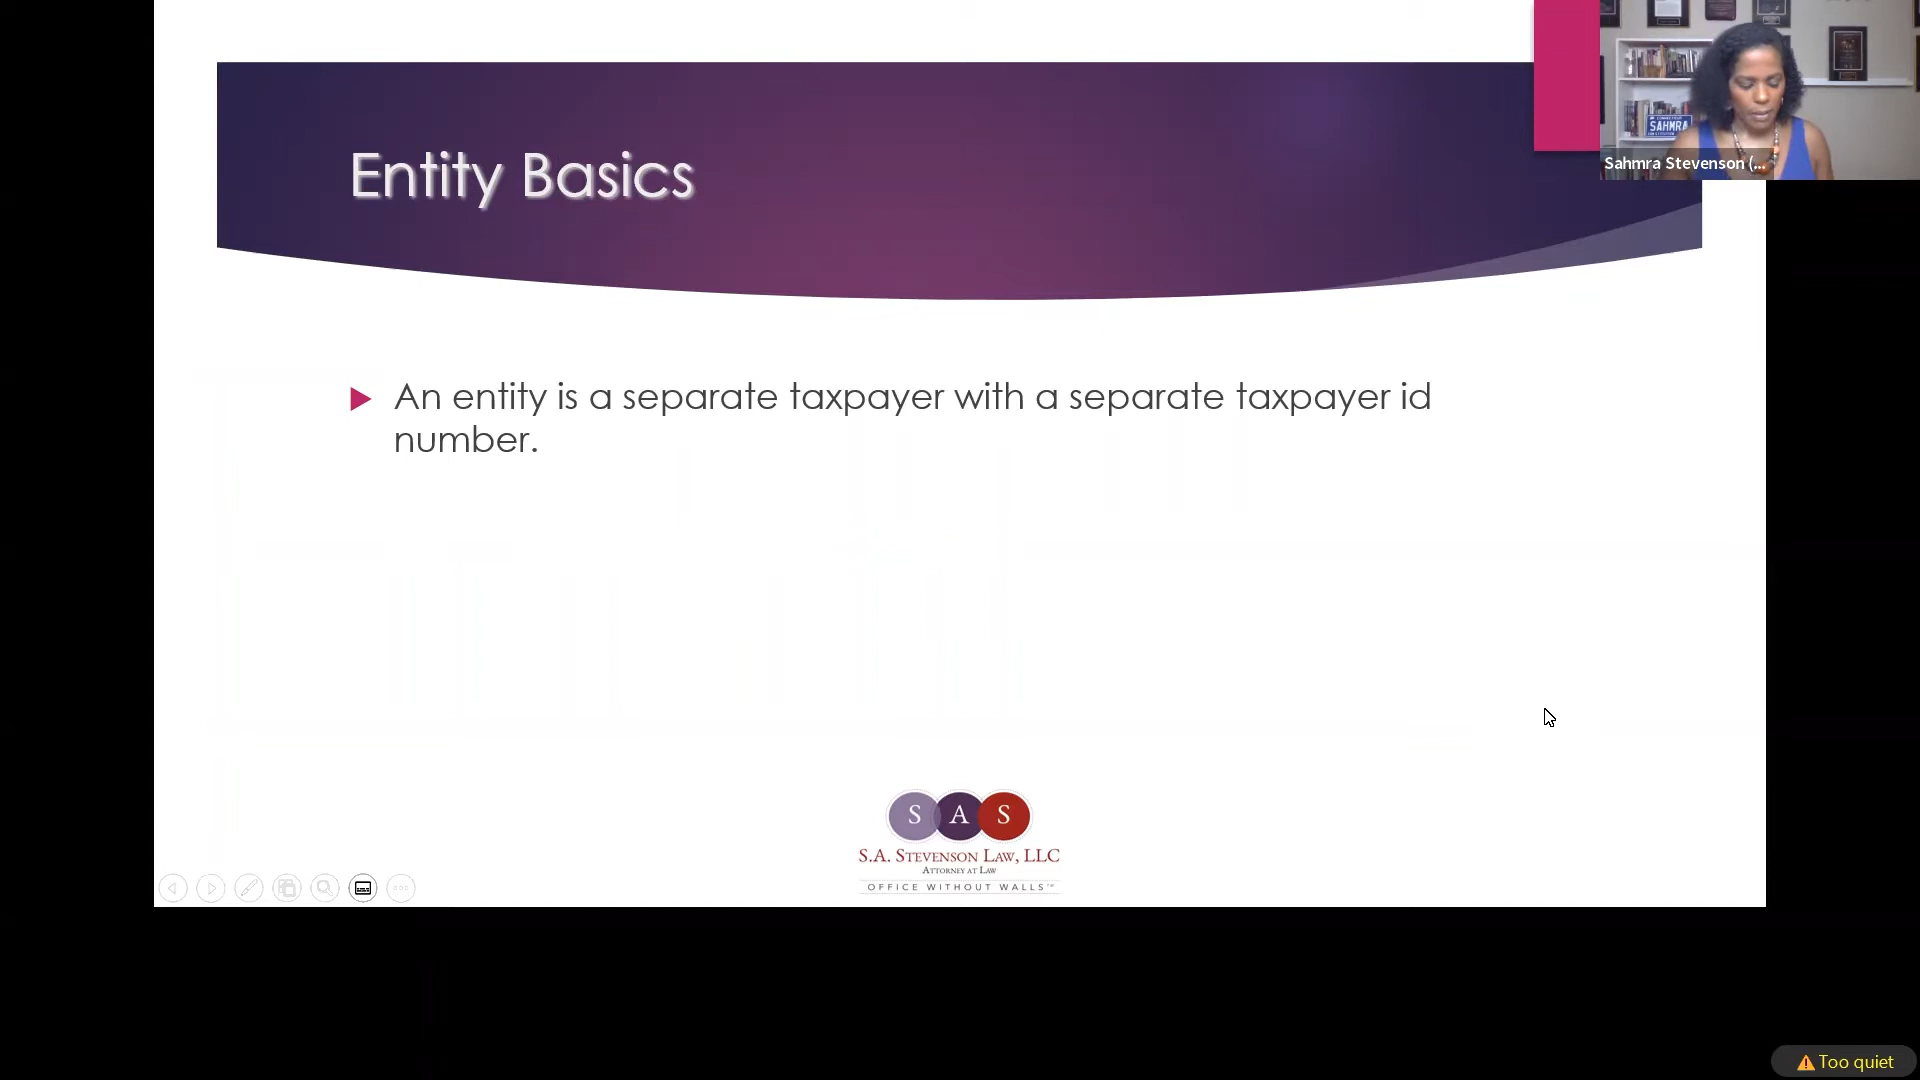 Entity Basics
SAHMRA
Sahmra Stevenson (...
An entity is a separate taxpayer with a separate taxpayer id
number.
S A S
S.A. STEVENSON LAW, LLC
ATTORNEY AT LAW
OFFICE WITHOUT WALLS™
Too quiet